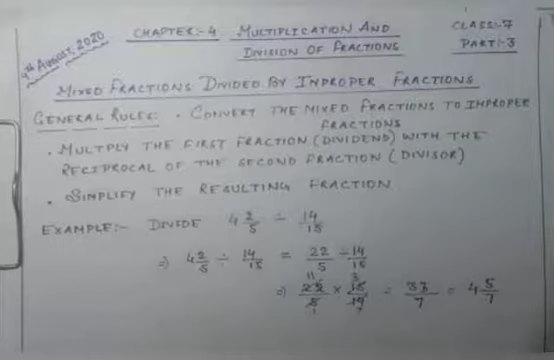 4th August, 2020
CHAPTER:- 4 MULTIPLICATION AND DIVISION OF FRACTIONS
CLASS:-7
PART:-3
MIXED FRACTIONS DIVIDED BY IMPROPER FRACTIONS
GENERAL RULES: • CONVERT THE MIXED FRACTIONS TO IMPROPER
FRACTIONS
• MULTPLY THE FIRST FRACTION (DIVIDEND) WITH THE
RECIPROCAL OF THE SECOND FRACTION (DIVISOR)
• SIMPLIFY THE RESULTING FRACTION
EXAMPLE:- DIVIDE 4 2/5 ÷ 14/15
⇒ 4 2/5 ÷ 14/15 = 22/5 ÷ 14/15
⇒ 22/5 × 15/14 = 33/7 = 4 5/7